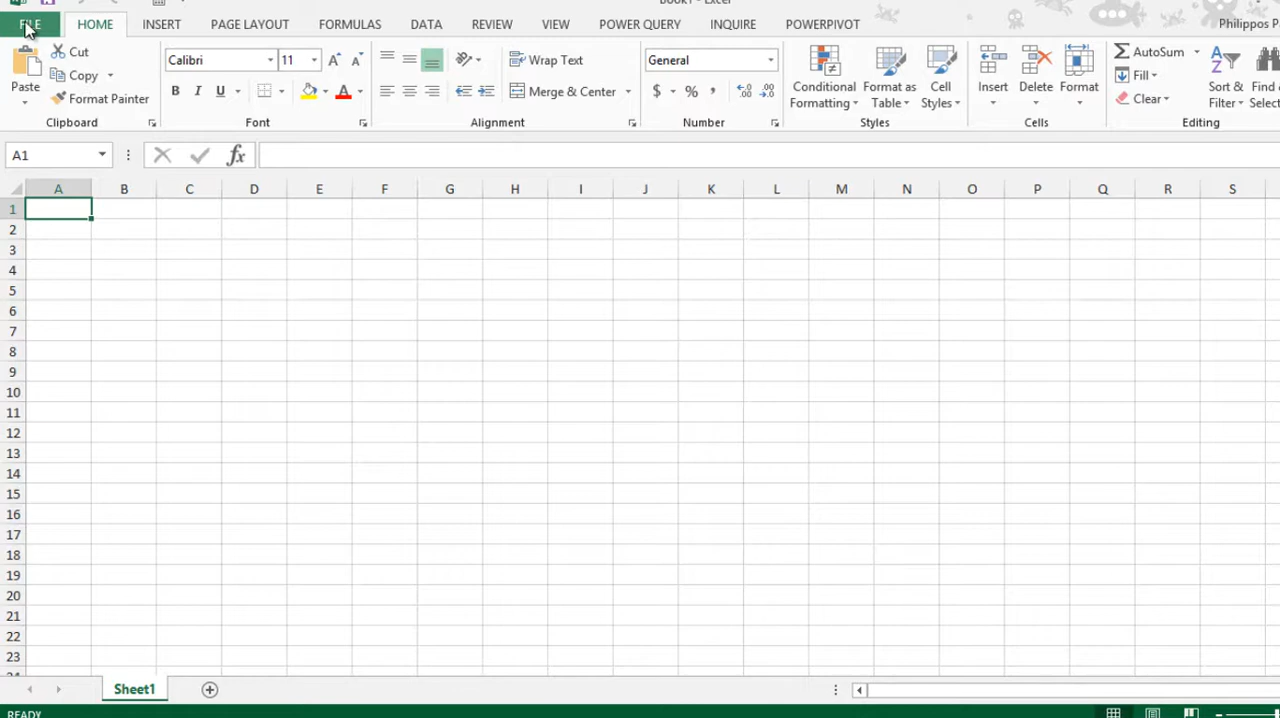 Book1 - Excel
FILE HOME INSERT PAGE LAYOUT FORMULAS DATA REVIEW VIEW POWER QUERY INQUIRE POWERPIVOT Philippos P
Cut
Copy
Format Painter
Paste
Clipboard
Calibri 11
B I U
Font
Wrap Text
Merge & Center
Alignment
General
$ % ,
Number
Conditional Formatting
Format as Table
Cell Styles
Styles
Insert Delete Format
Cells
AutoSum
Fill
Clear
Sort & Filter
Find & Selec
Editing
A1 fx
A B C D E F G H I J K L M N O P Q R S
1
2
3
4
5
6
7
8
9
10
11
12
13
14
15
16
17
18
19
20
21
22
23
Sheet1
READY